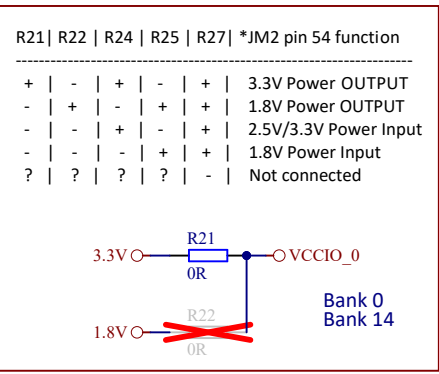 R21| R22 | R24 | R25 | R27| *JM2 pin 54 function
------------------------------------------------------------------------
+ | - | + | - | + | 3.3V Power OUTPUT
- | + | - | + | + | 1.8V Power OUTPUT
- | - | + | - | + | 2.5V/3.3V Power Input
- | - | - | + | + | 1.8V Power Input
? | ? | ? | ? | - | Not connected
R21
3.3V VCCIO_0
0R
Bank 0
R22 Bank 14
1.8V
0R